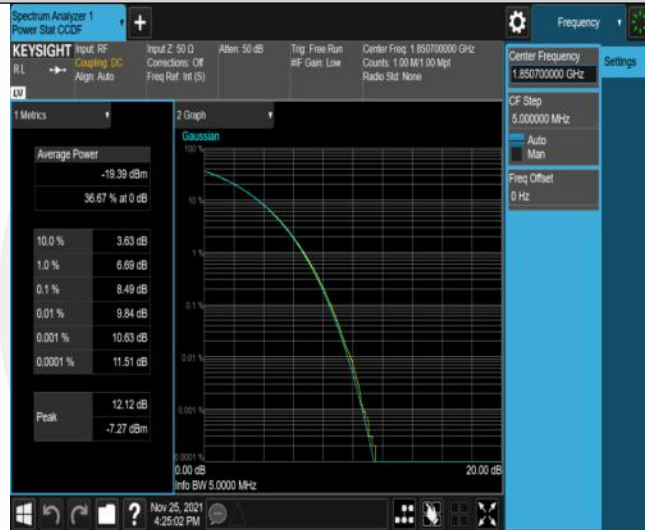 Spectrum Analyzer 1
Power Stat CCDF
Frequency
KEYSIGHT
RL
Input: RF
Coupling: DC
Align: Auto
Input Z: 50 Ω
Corrections: Off
Freq Ref: Int (S)
Atten: 50 dB
Trig: Free Run
#IF Gain: Low
Center Freq: 1.850700000 GHz
Counts: 1.00 M/1.00 Mpt
Radio Std: None
Center Frequency
1.850700000 GHz
Settings
CF Step
5.000000 MHz
Auto
Man
Freq Offset
0 Hz
1 Metrics
Average Power
-19.39 dBm
36.67 % at 0 dB
10.0 % 3.63 dB
1.0 % 6.69 dB
0.1 % 8.49 dB
0.01 % 9.84 dB
0.001 % 10.63 dB
0.0001 % 11.51 dB
Peak 12.12 dB
-7.27 dBm
2 Graph
Gaussian
100 %
10 %
1 %
0.1 %
0.01 %
0.001 %
0.0001 %
0.00 dB 20.00 dB
Info BW 5.0000 MHz
?
Nov 25, 2021
4:25:02 PM